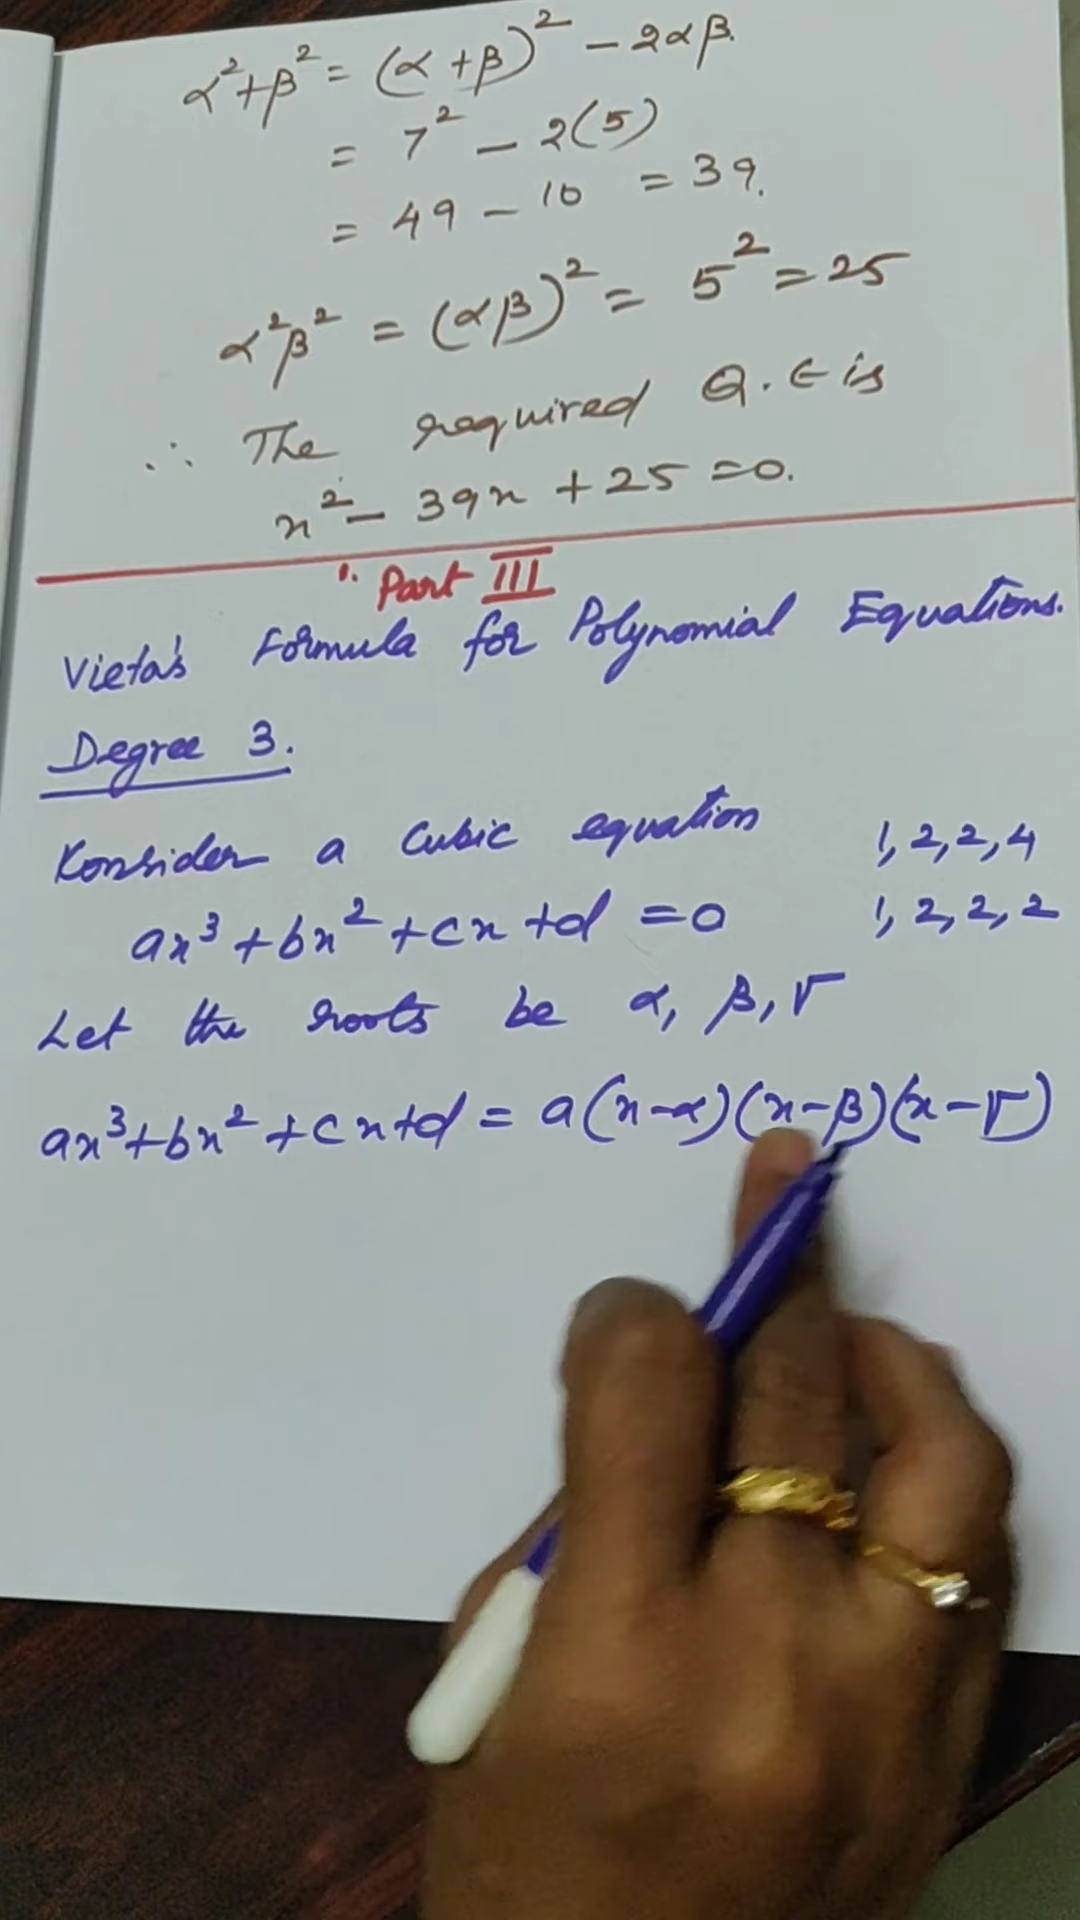 α²+β² = (α+β)² - 2αβ.
= 7² - 2(5)
= 49 - 10 = 39.
α²β² = (αβ)² = 5² = 25
∴ The required Q.E is
x² - 39x + 25 = 0.
1. Part III
Vieta's Formula for Polynomial Equations.
Degree 3.
Konsider a Cubic equation 1, 2, 2, 4
ax³ + bx² + cx + d = 0 1, 2, 2, 2
Let the roots be α, β, γ
ax³+bx²+cx+d = a(x-α)(x-β)(x-γ)